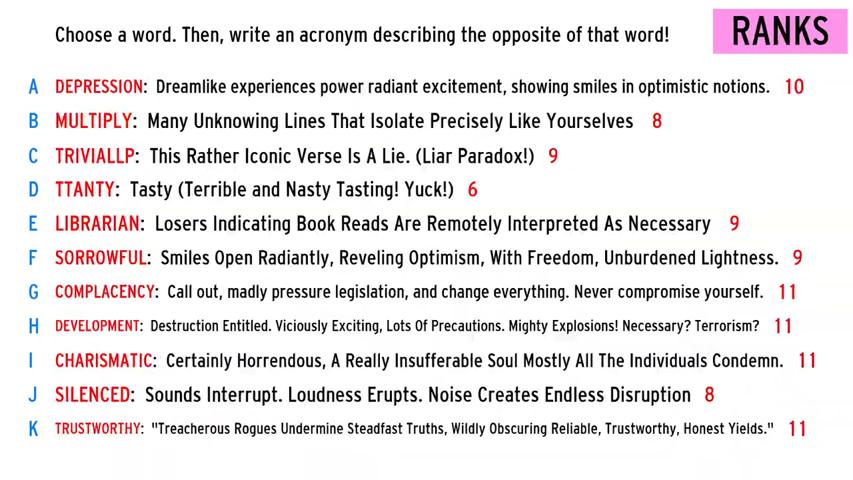 Choose a word. Then, write an acronym describing the opposite of that word!
RANKS
A DEPRESSION: Dreamlike experiences power radiant excitement, showing smiles in optimistic notions. 10
B MULTIPLY: Many Unknowing Lines That Isolate Precisely Like Yourselves 8
C TRIVIALLP: This Rather Iconic Verse Is A Lie. (Liar Paradox!) 9
D TTANTY: Tasty (Terrible and Nasty Tasting! Yuck!) 6
E LIBRARIAN: Losers Indicating Book Reads Are Remotely Interpreted As Necessary 9
F SORROWFUL: Smiles Open Radiantly, Reveling Optimism, With Freedom, Unburdened Lightness. 9
G COMPLACENCY: Call out, madly pressure legislation, and change everything. Never compromise yourself. 11
H DEVELOPMENT: Destruction Entitled. Viciously Exciting, Lots Of Precautions. Mighty Explosions! Necessary? Terrorism? 11
I CHARISMATIC: Certainly Horrendous, A Really Insufferable Soul Mostly All The Individuals Condemn. 11
J SILENCED: Sounds Interrupt. Loudness Erupts. Noise Creates Endless Disruption 8
K TRUSTWORTHY: "Treacherous Rogues Undermine Steadfast Truths, Wildly Obscuring Reliable, Trustworthy, Honest Yields." 11